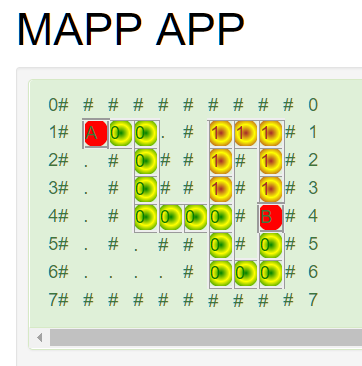 MAPP APP
0# # # # # # # # # # 0
1# A 0 0 . # 1 1 1 # 1
2# . # 0 # # 1 # 1 # 2
3# . # 0 # # 1 # 1 # 3
4# . # 0 0 0 0 # B # 4
5# . # . # # 0 # 0 # 5
6# . . . . # 0 0 0 # 6
7# # # # # # # # # # 7